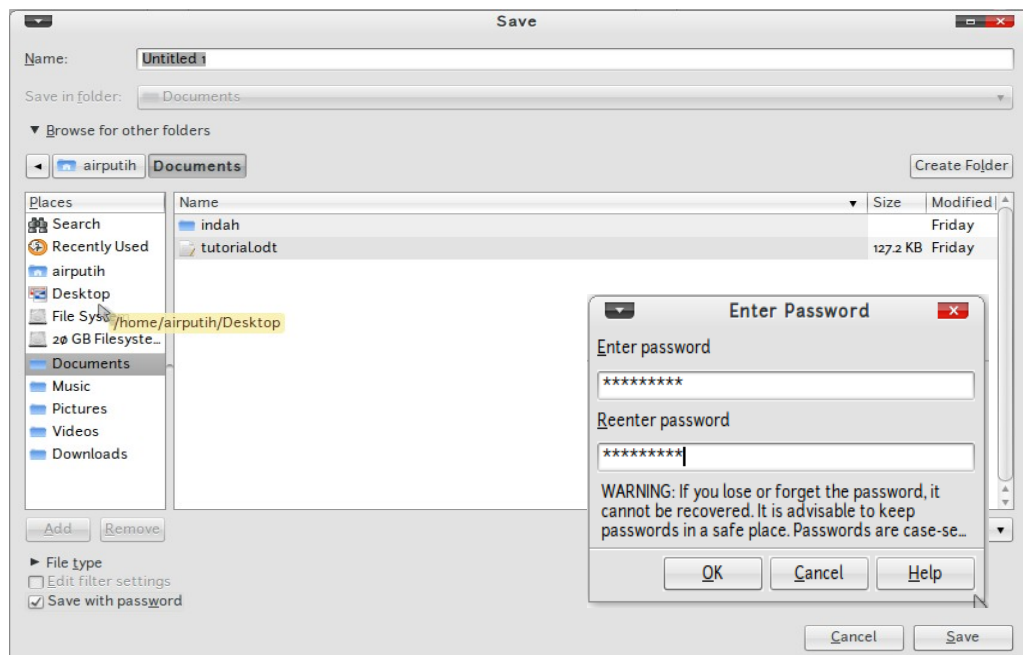 Save
Name: Untitled 1
Save in folder: Documents
Browse for other folders
airputih Documents Create Folder
Places Name Size Modified
Search indah Friday
Recently Used tutorial.odt 127.2 KB Friday
airputih
Desktop
File Sys
/home/airputih/Desktop
20 GB Filesyste...
Documents
Music
Pictures
Videos
Downloads
Add Remove
File type
Edit filter settings
Save with password
Cancel Save
Enter Password
Enter password
*********
Reenter password
*********
WARNING: If you lose or forget the password, it
cannot be recovered. It is advisable to keep
passwords in a safe place. Passwords are case-se...
OK Cancel Help